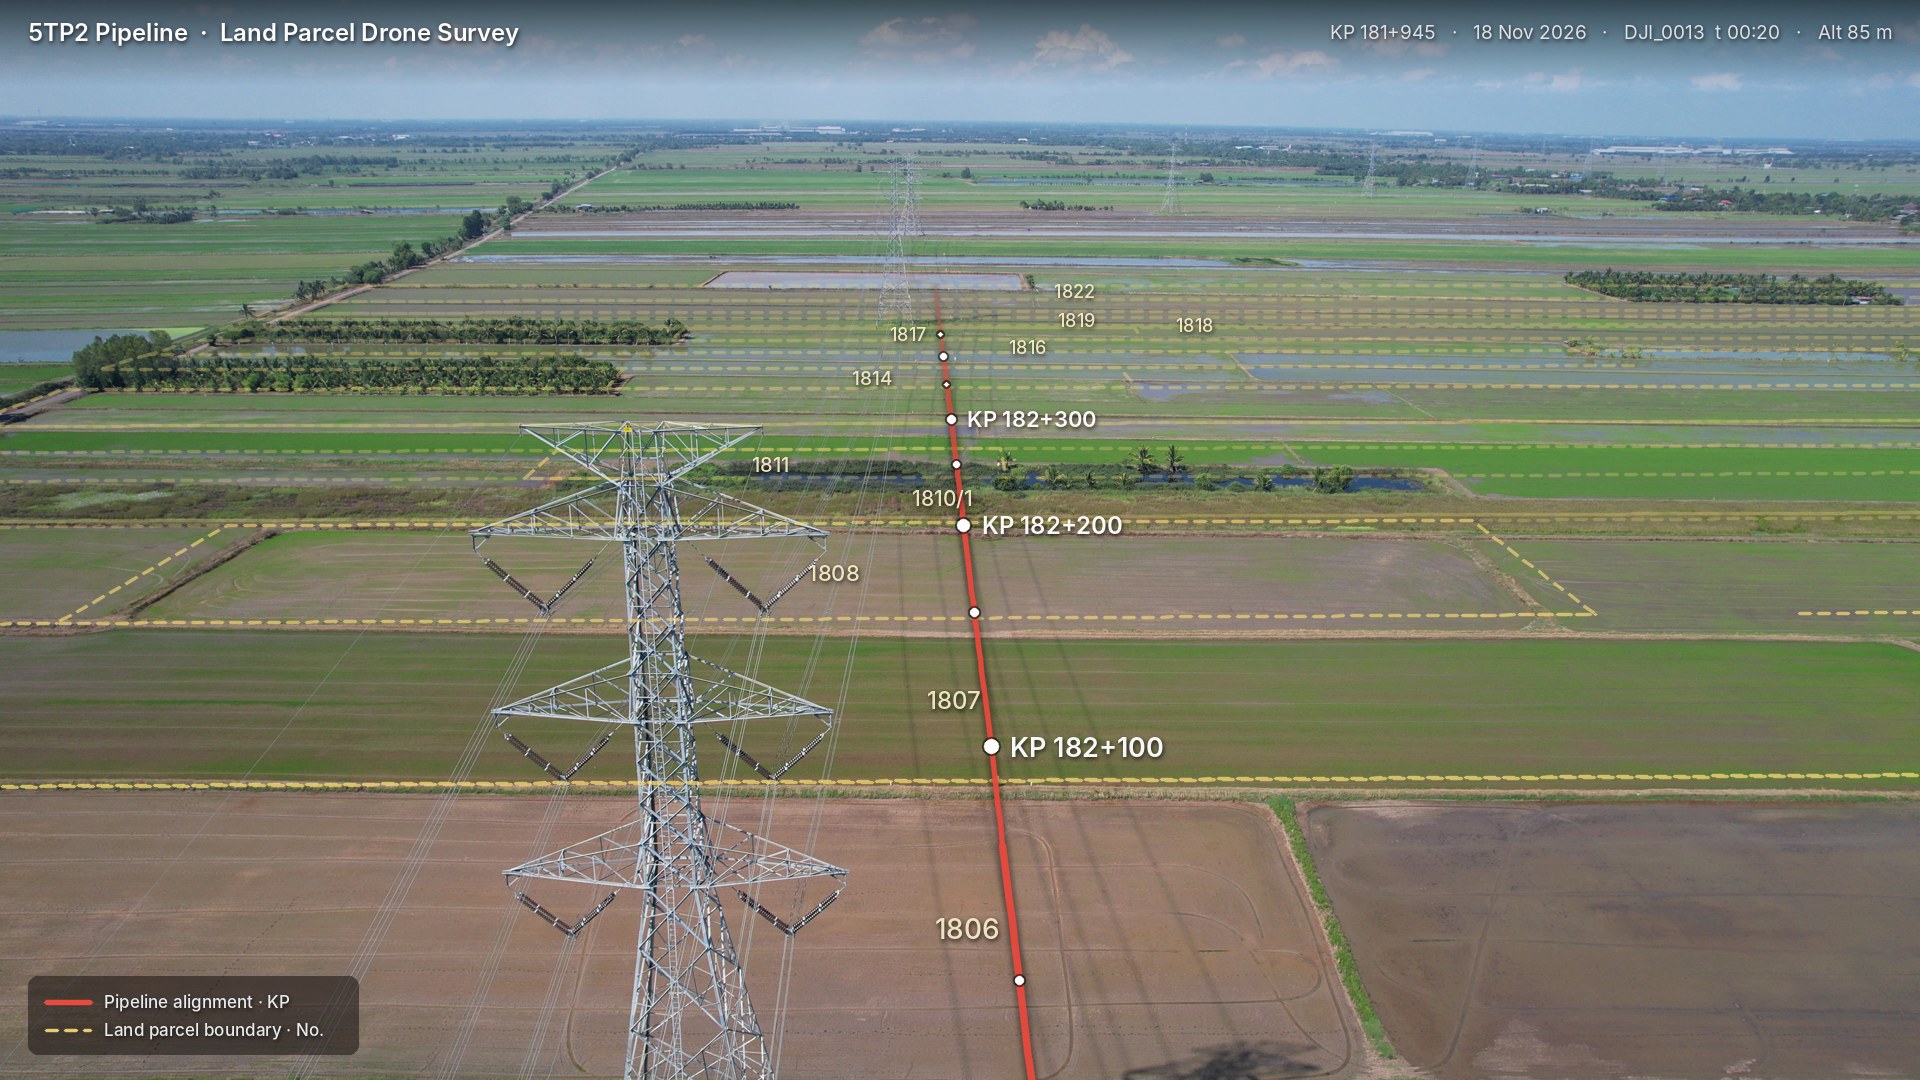 5TP2 Pipeline · Land Parcel Drone Survey
KP 181+945 · 18 Nov 2026 · DJI_0013 t 00:20 · Alt 85 m
1822
1819
1818
1817
1816
1814
KP 182+300
1811
1810/1
KP 182+200
1808
1807
KP 182+100
1806
Pipeline alignment · KP
Land parcel boundary · No.